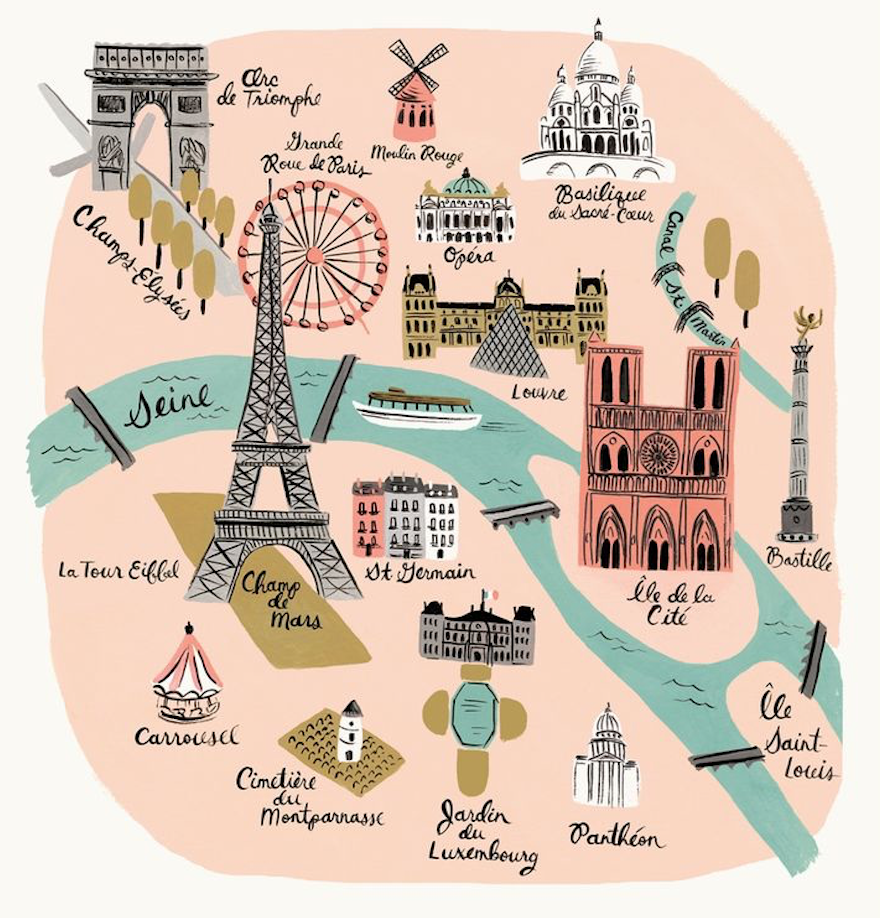 Arc
de Triomphe
Grande
Roue de Paris
Moulin Rouge
Basilique
du Sacré-Cœur
Champs-Elysées
Opéra
Canal St. Martin
Louvre
Seine
La Tour Eiffel
Champ
de
Mars
St Germain
Île de la
Cité
Bastille
Carrousel
Cimetière
du
Montparnasse
Jardin
du
Luxembourg
Panthéon
Île
Saint-
Louis